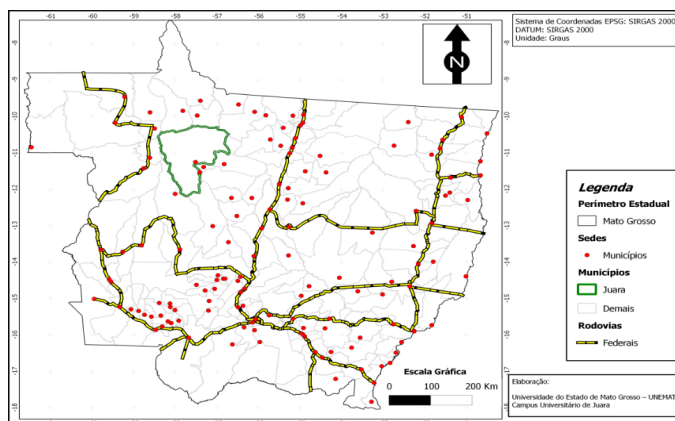 -61 -60 -59 -58 -57 -56 -55 -54 -53 -52 -51
-8
-9
-10
-11
-12
-13
-14
-15
-16
-17
-18
N
Escala Gráfica
0 100 200 Km
Sistema de Coordenadas EPSG: SIRGAS 2000
DATUM: SIRGAS 2000
Unidade: Graus
Legenda
Perímetro Estadual
Mato Grosso
Sedes
Municípios
Municípios
Juara
Demais
Rodovias
Federais
Elaboração:
Universidade do Estado de Mato Grosso – UNEMAT
Campus Universitário de Juara